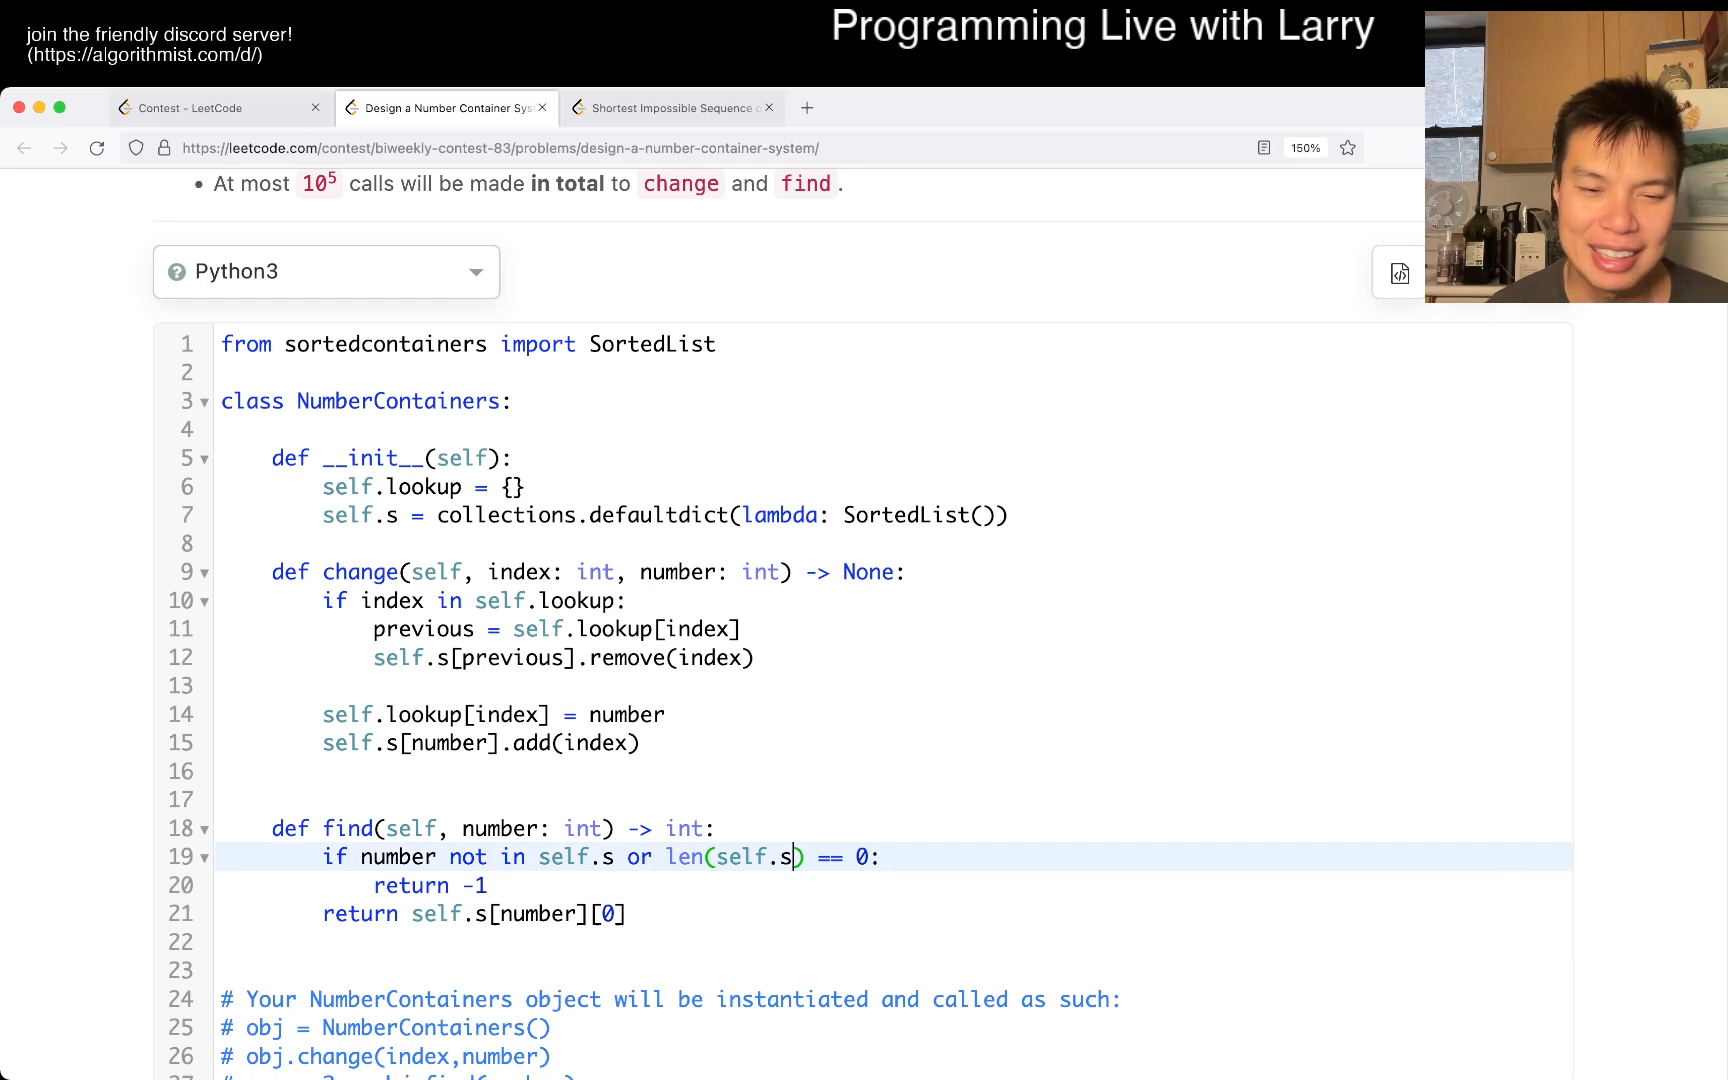 join the friendly discord server!
(https://algorithmist.com/d/)
Programming Live with Larry
Contest - LeetCode
Design a Number Container Sys
Shortest Impossible Sequence o
https://leetcode.com/contest/biweekly-contest-83/problems/design-a-number-container-system/
150%
• At most 10⁵ calls will be made in total to change and find.
Python3
1 from sortedcontainers import SortedList
2
3 class NumberContainers:
4
5     def __init__(self):
6         self.lookup = {}
7         self.s = collections.defaultdict(lambda: SortedList())
8
9     def change(self, index: int, number: int) -> None:
10         if index in self.lookup:
11             previous = self.lookup[index]
12             self.s[previous].remove(index)
13
14         self.lookup[index] = number
15         self.s[number].add(index)
16
17
18     def find(self, number: int) -> int:
19         if number not in self.s or len(self.s) == 0:
20             return -1
21         return self.s[number][0]
22
23
24 # Your NumberContainers object will be instantiated and called as such:
25 # obj = NumberContainers()
26 # obj.change(index,number)